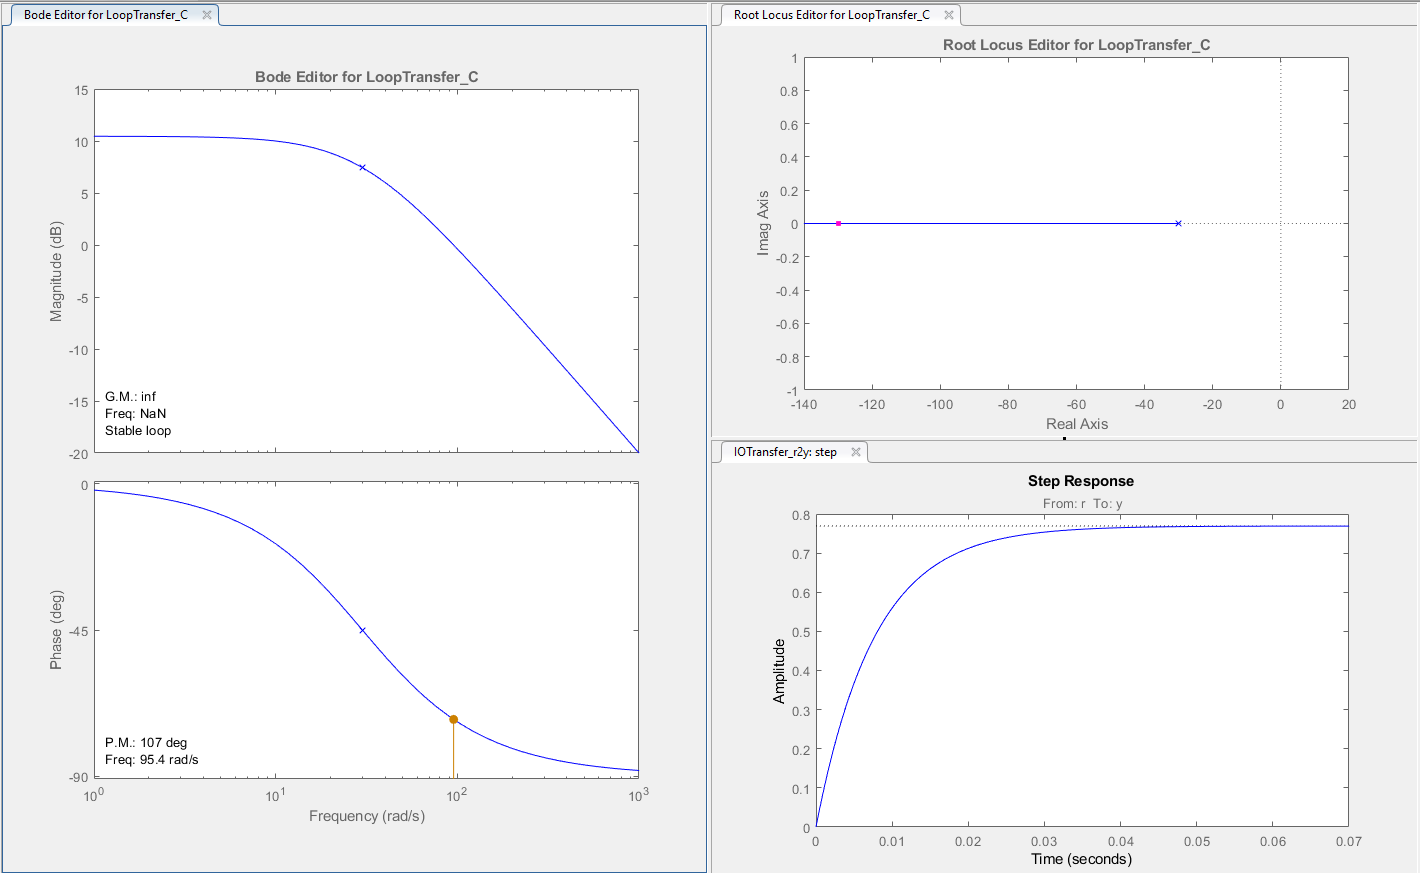 Bode Editor for LoopTransfer_C
Bode Editor for LoopTransfer_C
15
10
5
0
-5
-10
-15
-20
Magnitude (dB)
G.M.: inf
Freq: NaN
Stable loop
0
-45
-90
Phase (deg)
P.M.: 107 deg
Freq: 95.4 rad/s
10^0
10^1
10^2
10^3
Frequency (rad/s)
Root Locus Editor for LoopTransfer_C
Root Locus Editor for LoopTransfer_C
1
0.8
0.6
0.4
0.2
0
-0.2
-0.4
-0.6
-0.8
-1
Imag Axis
-140
-120
-100
-80
-60
-40
-20
0
20
Real Axis
IOTransfer_r2y: step
Step Response
From: r To: y
0.8
0.7
0.6
0.5
0.4
0.3
0.2
0.1
0
Amplitude
0
0.01
0.02
0.03
0.04
0.05
0.06
0.07
Time (seconds)